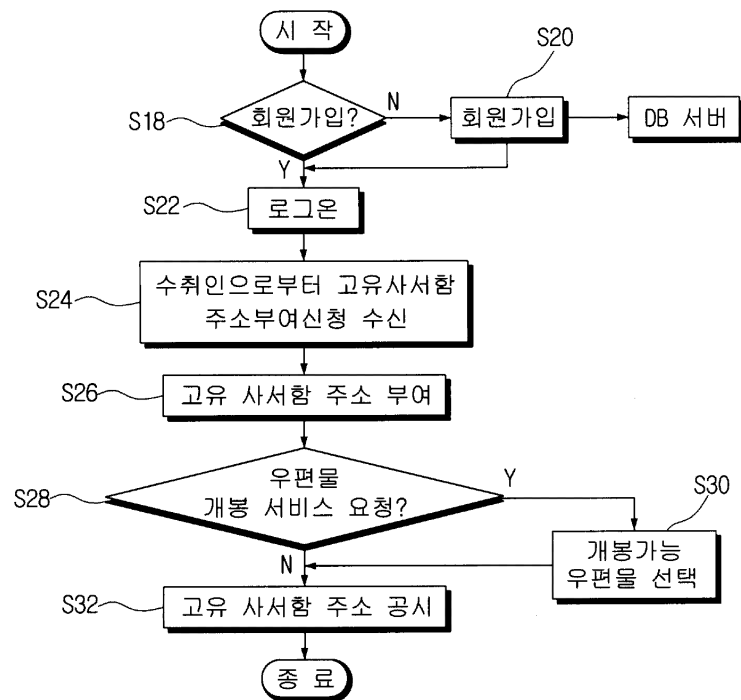 시 작
S20
S18
회원가입?
N
회원가입
DB 서버
Y
S22
로그온
S24
수취인으로부터 고유사서함
주소부여신청 수신
S26
고유 사서함 주소 부여
S28
우편물
개봉 서비스 요청?
Y
S30
개봉가능
우편물 선택
N
S32
고유 사서함 주소 공시
종 료